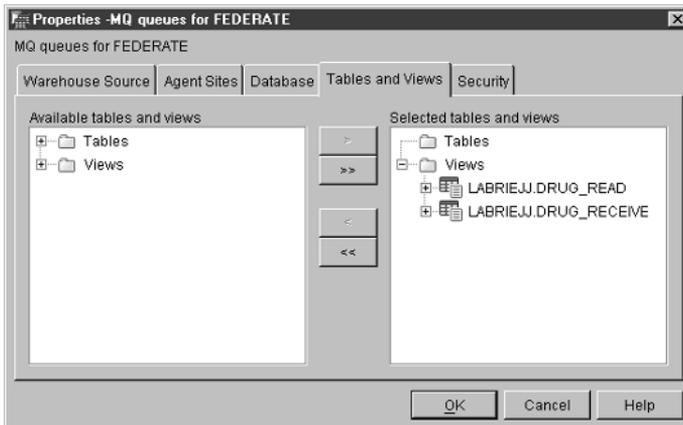 Properties -MQ queues for FEDERATE
MQ queues for FEDERATE
Warehouse Source Agent Sites Database Tables and Views Security
Available tables and views
Tables
Views
>
>>
<
<<
Selected tables and views
Tables
Views
LABRIEJJ.DRUG_READ
LABRIEJJ.DRUG_RECEIVE
OK Cancel Help